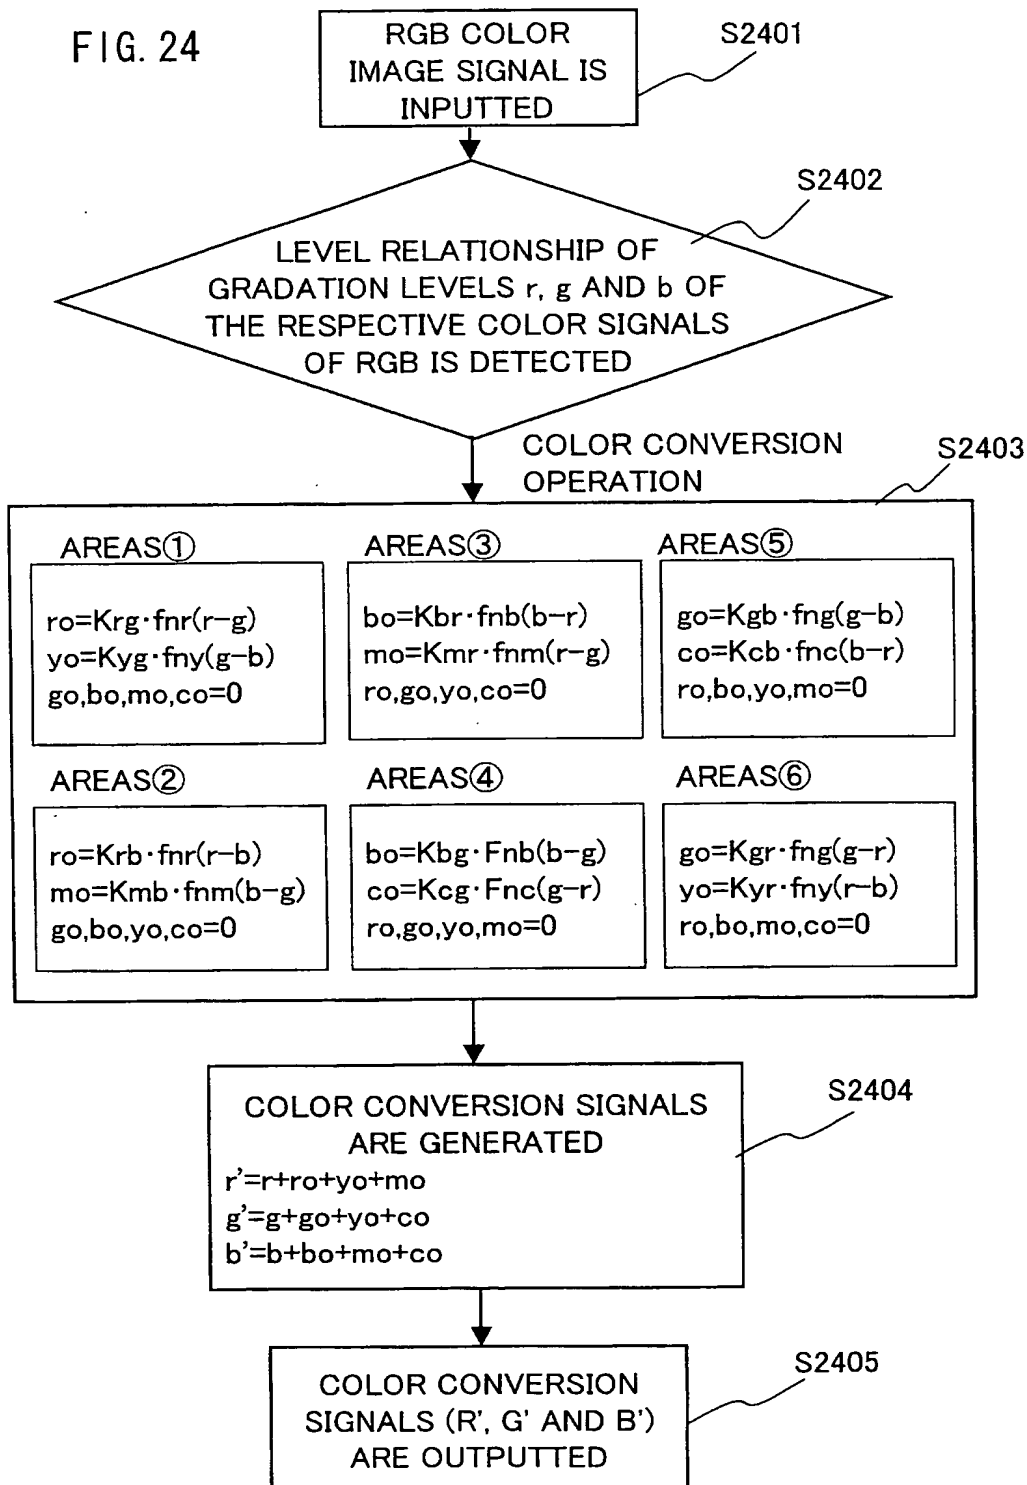 FIG. 24
RGB COLOR
IMAGE SIGNAL IS
INPUTTED
S2401
S2402
LEVEL RELATIONSHIP OF
GRADATION LEVELS r, g AND b OF
THE RESPECTIVE COLOR SIGNALS
OF RGB IS DETECTED
COLOR CONVERSION
OPERATION
S2403
AREAS①
ro=Krg·fnr(r-g)
yo=Kyg·fny(g-b)
go,bo,mo,co=0
AREAS③
bo=Kbr·fnb(b-r)
mo=Kmr·fnm(r-g)
ro,go,yo,co=0
AREAS⑤
go=Kgb·fng(g-b)
co=Kcb·fnc(b-r)
ro,bo,yo,mo=0
AREAS②
ro=Krb·fnr(r-b)
mo=Kmb·fnm(b-g)
go,bo,yo,co=0
AREAS④
bo=Kbg·Fnb(b-g)
co=Kcg·Fnc(g-r)
ro,go,yo,mo=0
AREAS⑥
go=Kgr·fng(g-r)
yo=Kyr·fny(r-b)
ro,bo,mo,co=0
COLOR CONVERSION SIGNALS
ARE GENERATED
r'=r+ro+yo+mo
g'=g+go+yo+co
b'=b+bo+mo+co
S2404
COLOR CONVERSION
SIGNALS (R', G' AND B')
ARE OUTPUTTED
S2405